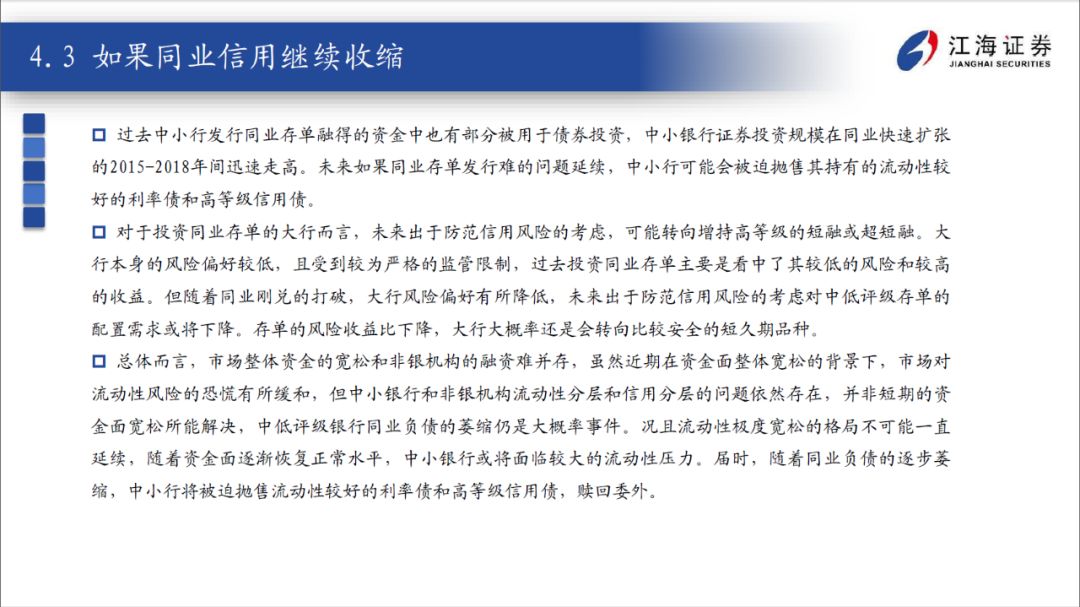 4.3 如果同业信用继续收缩
江海证券
JIANGHAI SECURITIES
过去中小行发行同业存单融得的资金中也有部分被用于债券投资，中小银行证券投资规模在同业快速扩张
的2015-2018年间迅速走高。未来如果同业存单发行难的问题延续，中小行可能会被迫抛售其持有的流动性较
好的利率债和高等级信用债。
对于投资同业存单的大行而言，未来出于防范信用风险的考虑，可能转向增持高等级的短融或超短融。大
行本身的风险偏好较低，且受到较为严格的监管限制，过去投资同业存单主要是看中了其较低的风险和较高
的收益。但随着同业刚兑的打破，大行风险偏好有所降低，未来出于防范信用风险的考虑对中低评级存单的
配置需求或将下降。存单的风险收益比下降，大行大概率还是会转向比较安全的短久期品种。
总体而言，市场整体资金的宽松和非银机构的融资难并存，虽然近期在资金面整体宽松的背景下，市场对
流动性风险的恐慌有所缓和，但中小银行和非银机构流动性分层和信用分层的问题依然存在，并非短期的资
金面宽松所能解决，中低评级银行同业负债的萎缩仍是大概率事件。况且流动性极度宽松的格局不可能一直
延续，随着资金面逐渐恢复正常水平，中小银行或将面临较大的流动性压力。届时，随着同业负债的逐步萎
缩，中小行将被迫抛售流动性较好的利率债和高等级信用债，赎回委外。